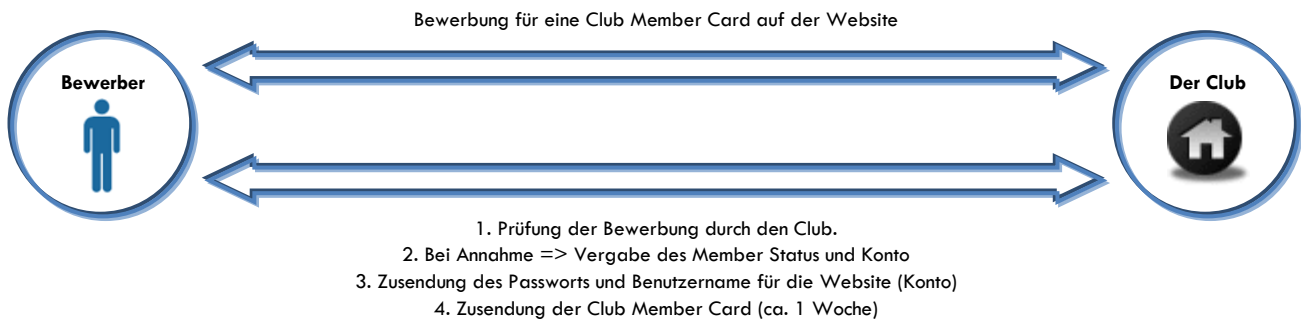 Bewerbung für eine Club Member Card auf der Website
Bewerber
Der Club
1. Prüfung der Bewerbung durch den Club.
2. Bei Annahme => Vergabe des Member Status und Konto
3. Zusendung des Passworts und Benutzername für die Website (Konto)
4. Zusendung der Club Member Card (ca. 1 Woche)